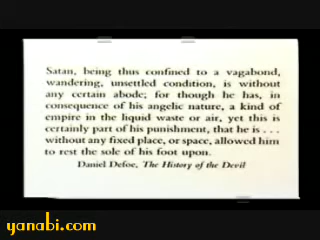 Satan, being thus confined to a vagabond,
wandering, unsettled condition, is without
any certain abode; for though he has, in
consequence of his angelic nature, a kind of
empire in the liquid waste or air, yet this is
certainly part of his punishment, that he is . . .
without any fixed place, or space, allowed him
to rest the sole of his foot upon.
Daniel Defoe, The History of the Devil
yanabi.com